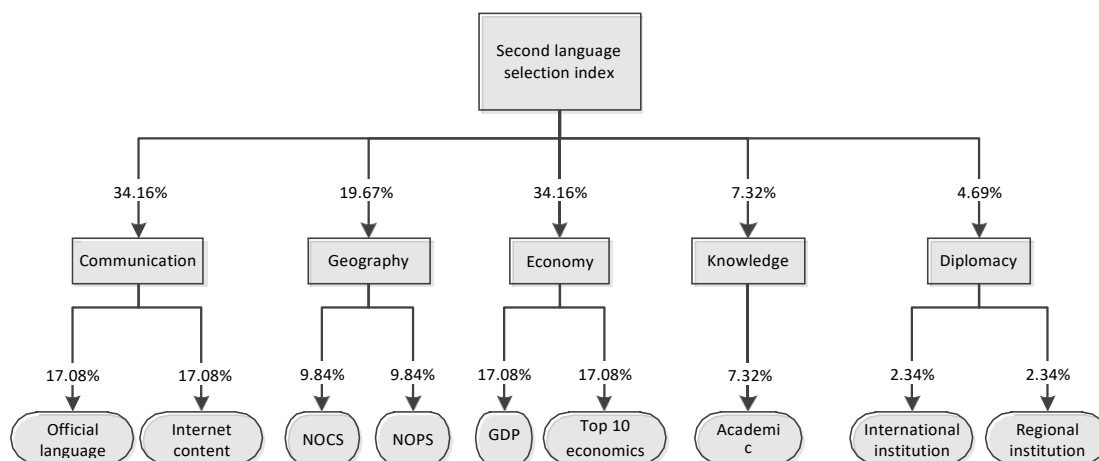 Second language
selection index
34.16%
19.67%
34.16%
7.32%
4.69%
Communication
Geography
Economy
Knowledge
Diplomacy
17.08%
17.08%
9.84%
9.84%
17.08%
17.08%
7.32%
2.34%
2.34%
Official
language
Internet
content
NOCS
NOPS
GDP
Top 10
economics
Academi
c
International
institution
Regional
institution